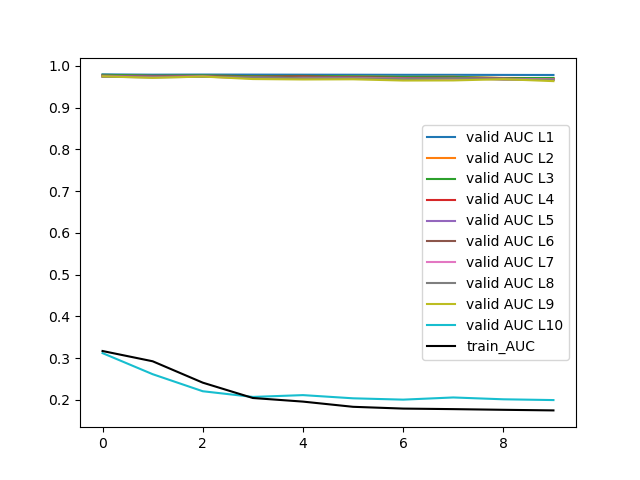 1.0
0.9
0.8
0.7
0.6
0.5
0.4
0.3
0.2
0 2 4 6 8
valid AUC L1
valid AUC L2
valid AUC L3
valid AUC L4
valid AUC L5
valid AUC L6
valid AUC L7
valid AUC L8
valid AUC L9
valid AUC L10
train_AUC